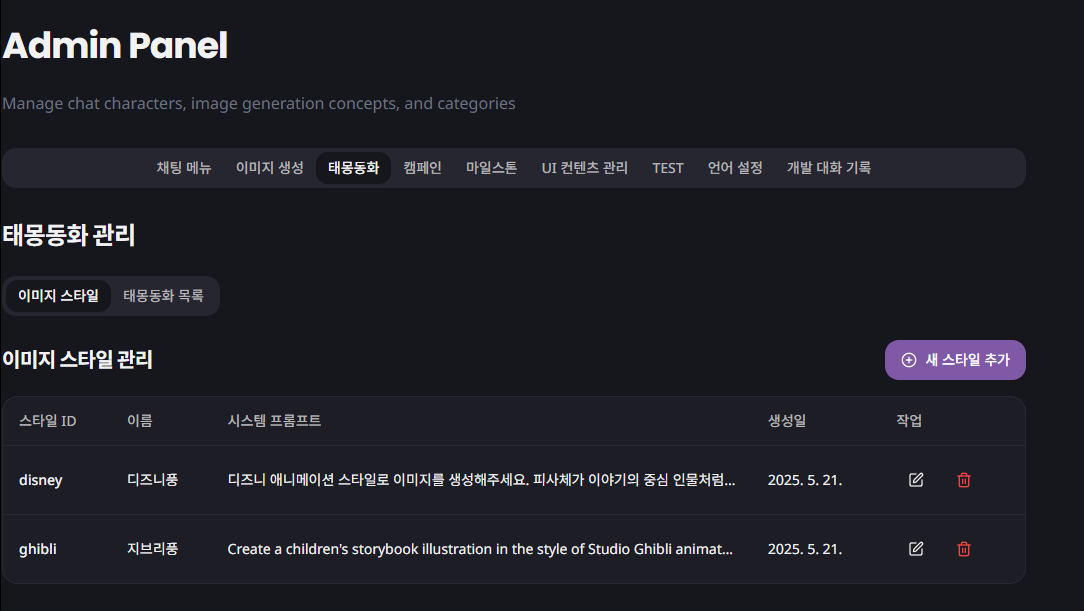 Admin Panel
Manage chat characters, image generation concepts, and categories
채팅 메뉴 이미지 생성 태몽동화 캠페인 마일스톤 UI 컨텐츠 관리 TEST 언어 설정 개발 대화 기록
태몽동화 관리
이미지 스타일 태몽동화 목록
이미지 스타일 관리 새 스타일 추가
스타일 ID 이름 시스템 프롬프트 생성일 작업
disney 디즈니풍 디즈니 애니메이션 스타일로 이미지를 생성해주세요. 피사체가 이야기의 중심 인물처럼... 2025. 5. 21.
ghibli 지브리풍 Create a children's storybook illustration in the style of Studio Ghibli animat... 2025. 5. 21.